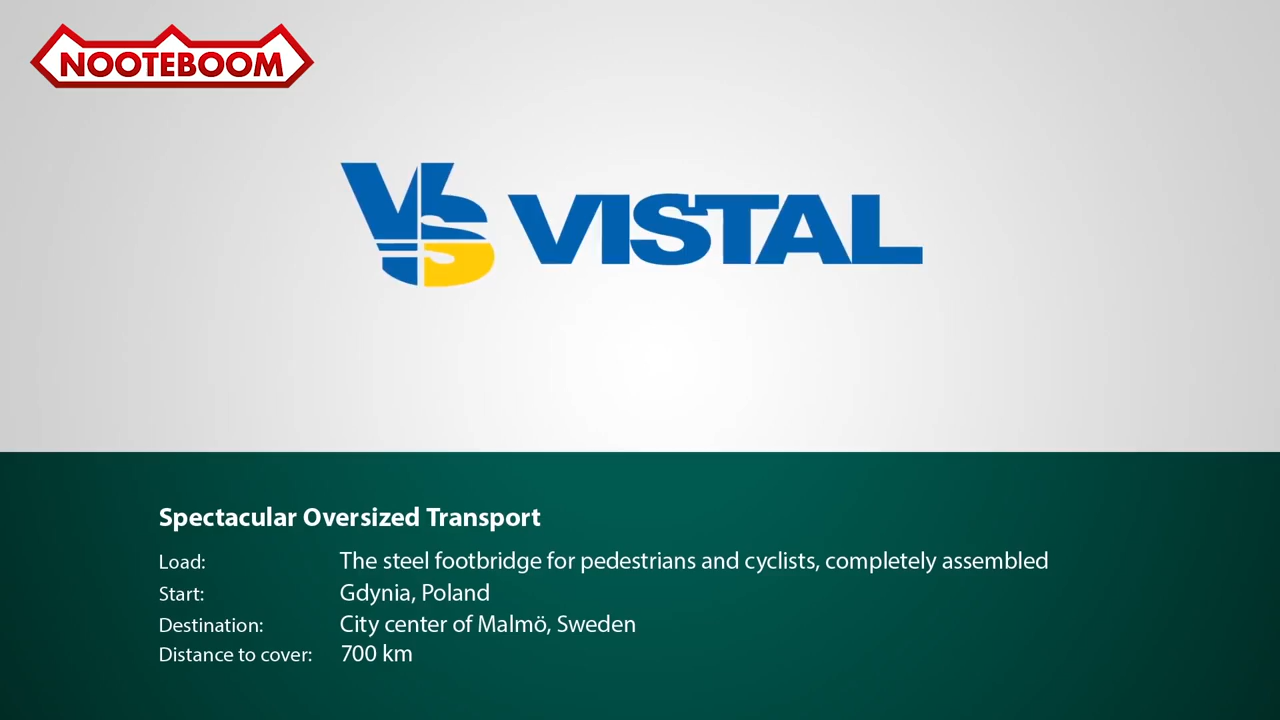 NOOTEBOOM
VS VISTAL
Spectacular Oversized Transport
Load: The steel footbridge for pedestrians and cyclists, completely assembled
Start: Gdynia, Poland
Destination: City center of Malmö, Sweden
Distance to cover: 700 km